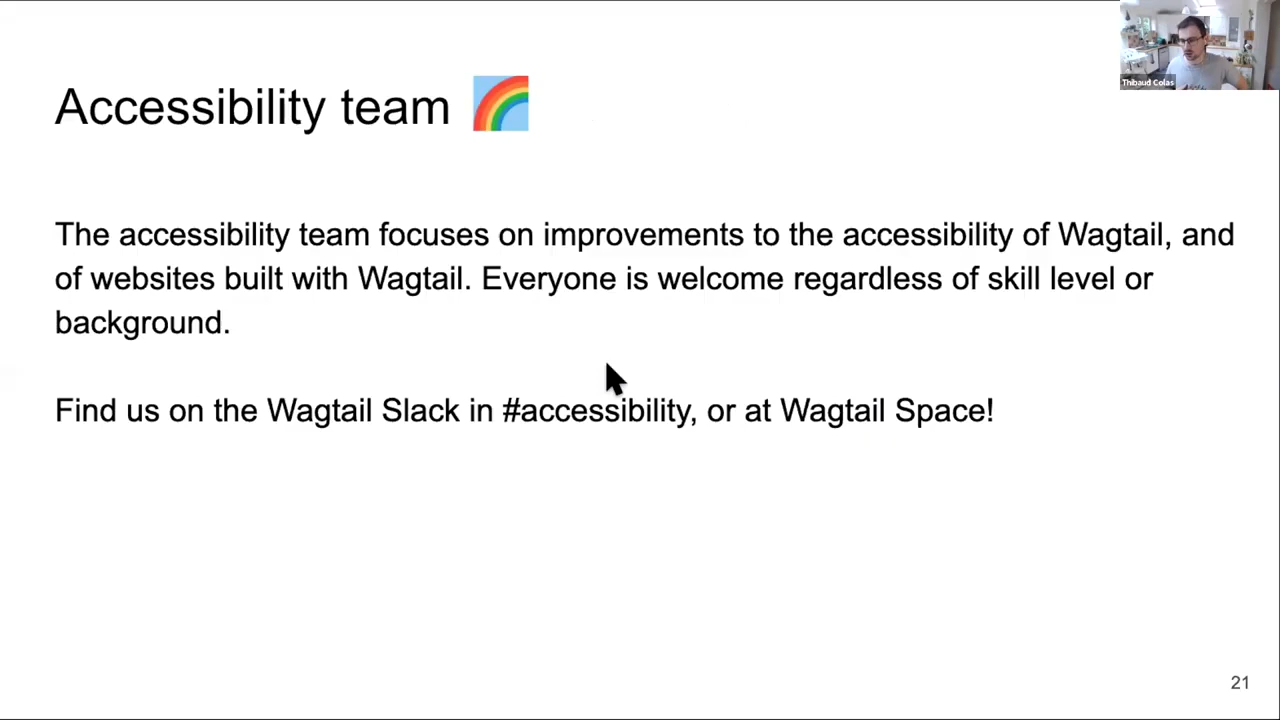 Thibaud Colas
Accessibility team
The accessibility team focuses on improvements to the accessibility of Wagtail, and
of websites built with Wagtail. Everyone is welcome regardless of skill level or
background.
Find us on the Wagtail Slack in #accessibility, or at Wagtail Space!
21